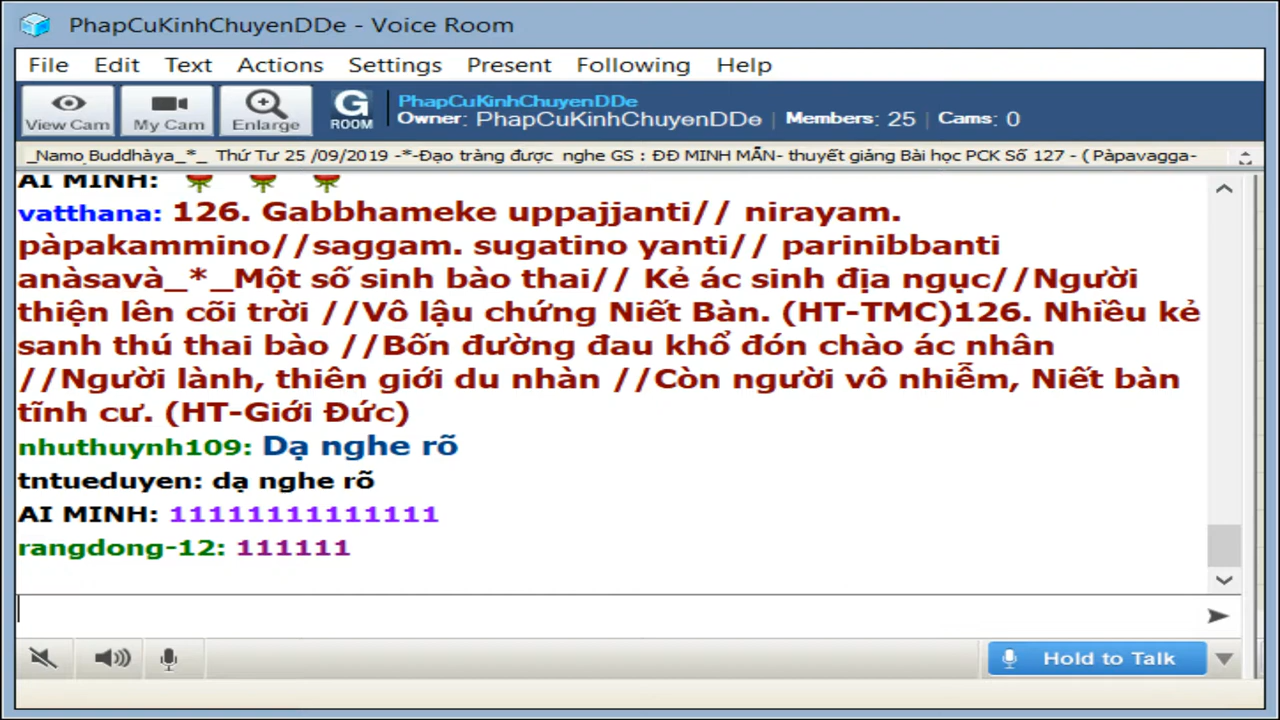 PhapCuKinhChuyenDDe - Voice Room
File Edit Text Actions Settings Present Following Help
View Cam My Cam Enlarge G ROOM PhapCuKinhChuyenDDe
Owner: PhapCuKinhChuyenDDe | Members: 25 | Cams: 0
_Namo Buddhàya_*_ Thứ Tư 25 /09/2019 -*-Đạo tràng được nghe GS : ĐĐ MINH MẪN- thuyết giảng Bài học PCK Số 127 - ( Pàpavagga-
AI MINH:
vatthana: 126. Gabbhameke uppajjanti// nirayam.
pàpakammino//saggam. sugatino yanti// parinibbanti
anàsavà_*_Một số sinh bào thai// Kẻ ác sinh địa ngục//Người
thiện lên cõi trời //Vô lậu chứng Niết Bàn. (HT-TMC)126. Nhiều kẻ
sanh thú thai bào //Bốn đường đau khổ đón chào ác nhân
//Người lành, thiên giới du nhàn //Còn người vô nhiễm, Niết bàn
tĩnh cư. (HT-Giới Đức)
nhuthuynh109: Dạ nghe rõ
tntueduyen: dạ nghe rõ
AI MINH: 11111111111111
rangdong-12: 111111
Hold to Talk